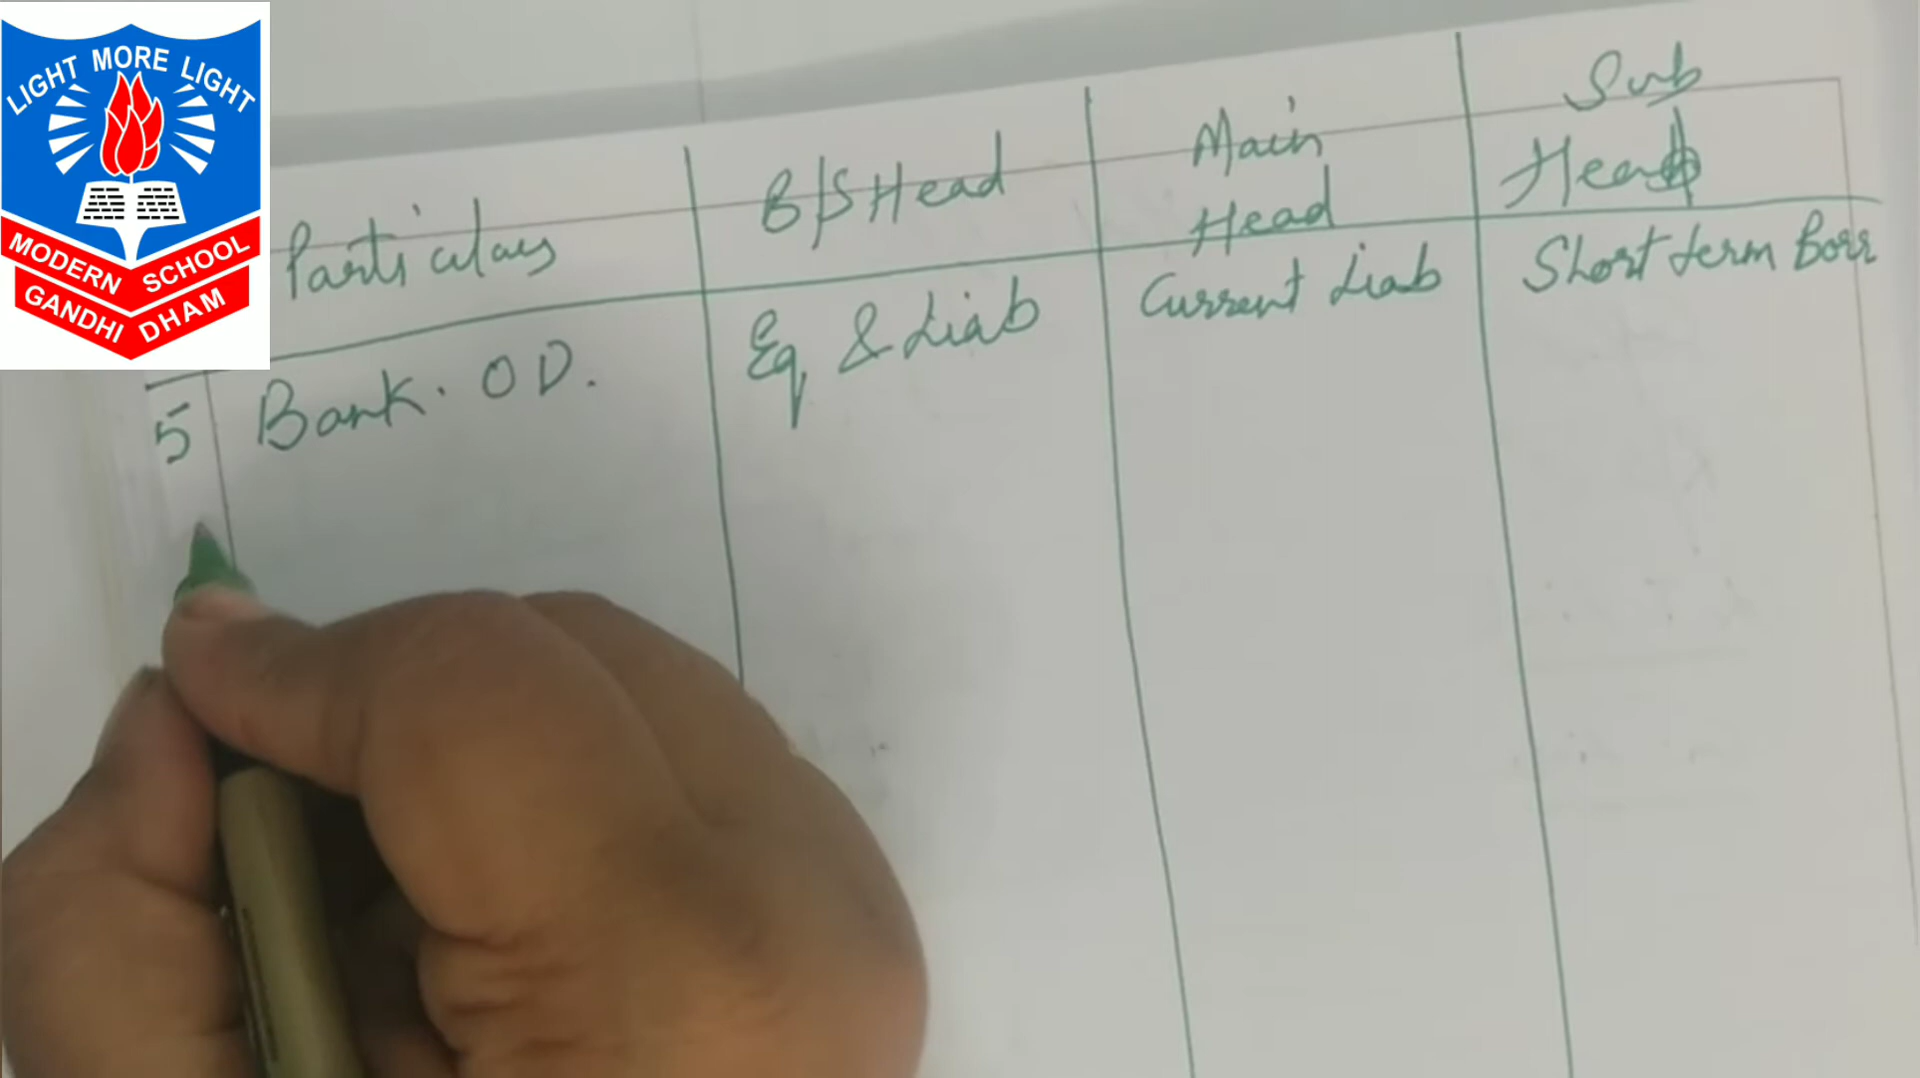 LIGHT MORE LIGHT
MODERN SCHOOL
GANDHI DHAM
Particulars
B/S Head
Main
Head
Sub
Head
5
Bank. OD.
Eq & Liab
Current Liab
Short term Borr